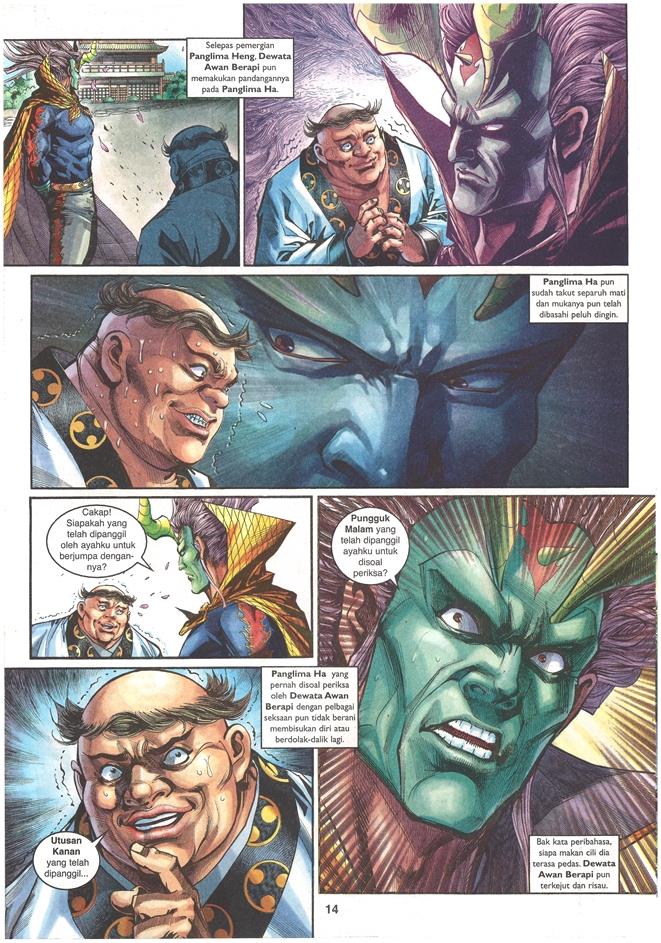 Selepas pemergian
Panglima Heng, Dewata
Awan Berapi pun
memakukan pandangannya
pada Panglima Ha.
Panglima Ha pun
sudah takut separuh mati
dan mukanya pun telah
dibasahi peluh dingin.
Cakap!
Siapakah yang
telah dipanggil
oleh ayahku untuk
berjumpa dengan-
nya?
Pungguk
Malam yang
telah dipanggil
ayahku untuk
disoal
periksa?
Panglima Ha yang
pernah disoal periksa
oleh Dewata Awan
Berapi dengan pelbagai
seksaan pun tidak berani
membisukan diri atau
berdolak-dalik lagi.
Utusan
Kanan
yang telah
dipanggil...
Bak kata peribahasa,
siapa makan cili dia
terasa pedas. Dewata
Awan Berapi pun
terkejut dan risau.
14